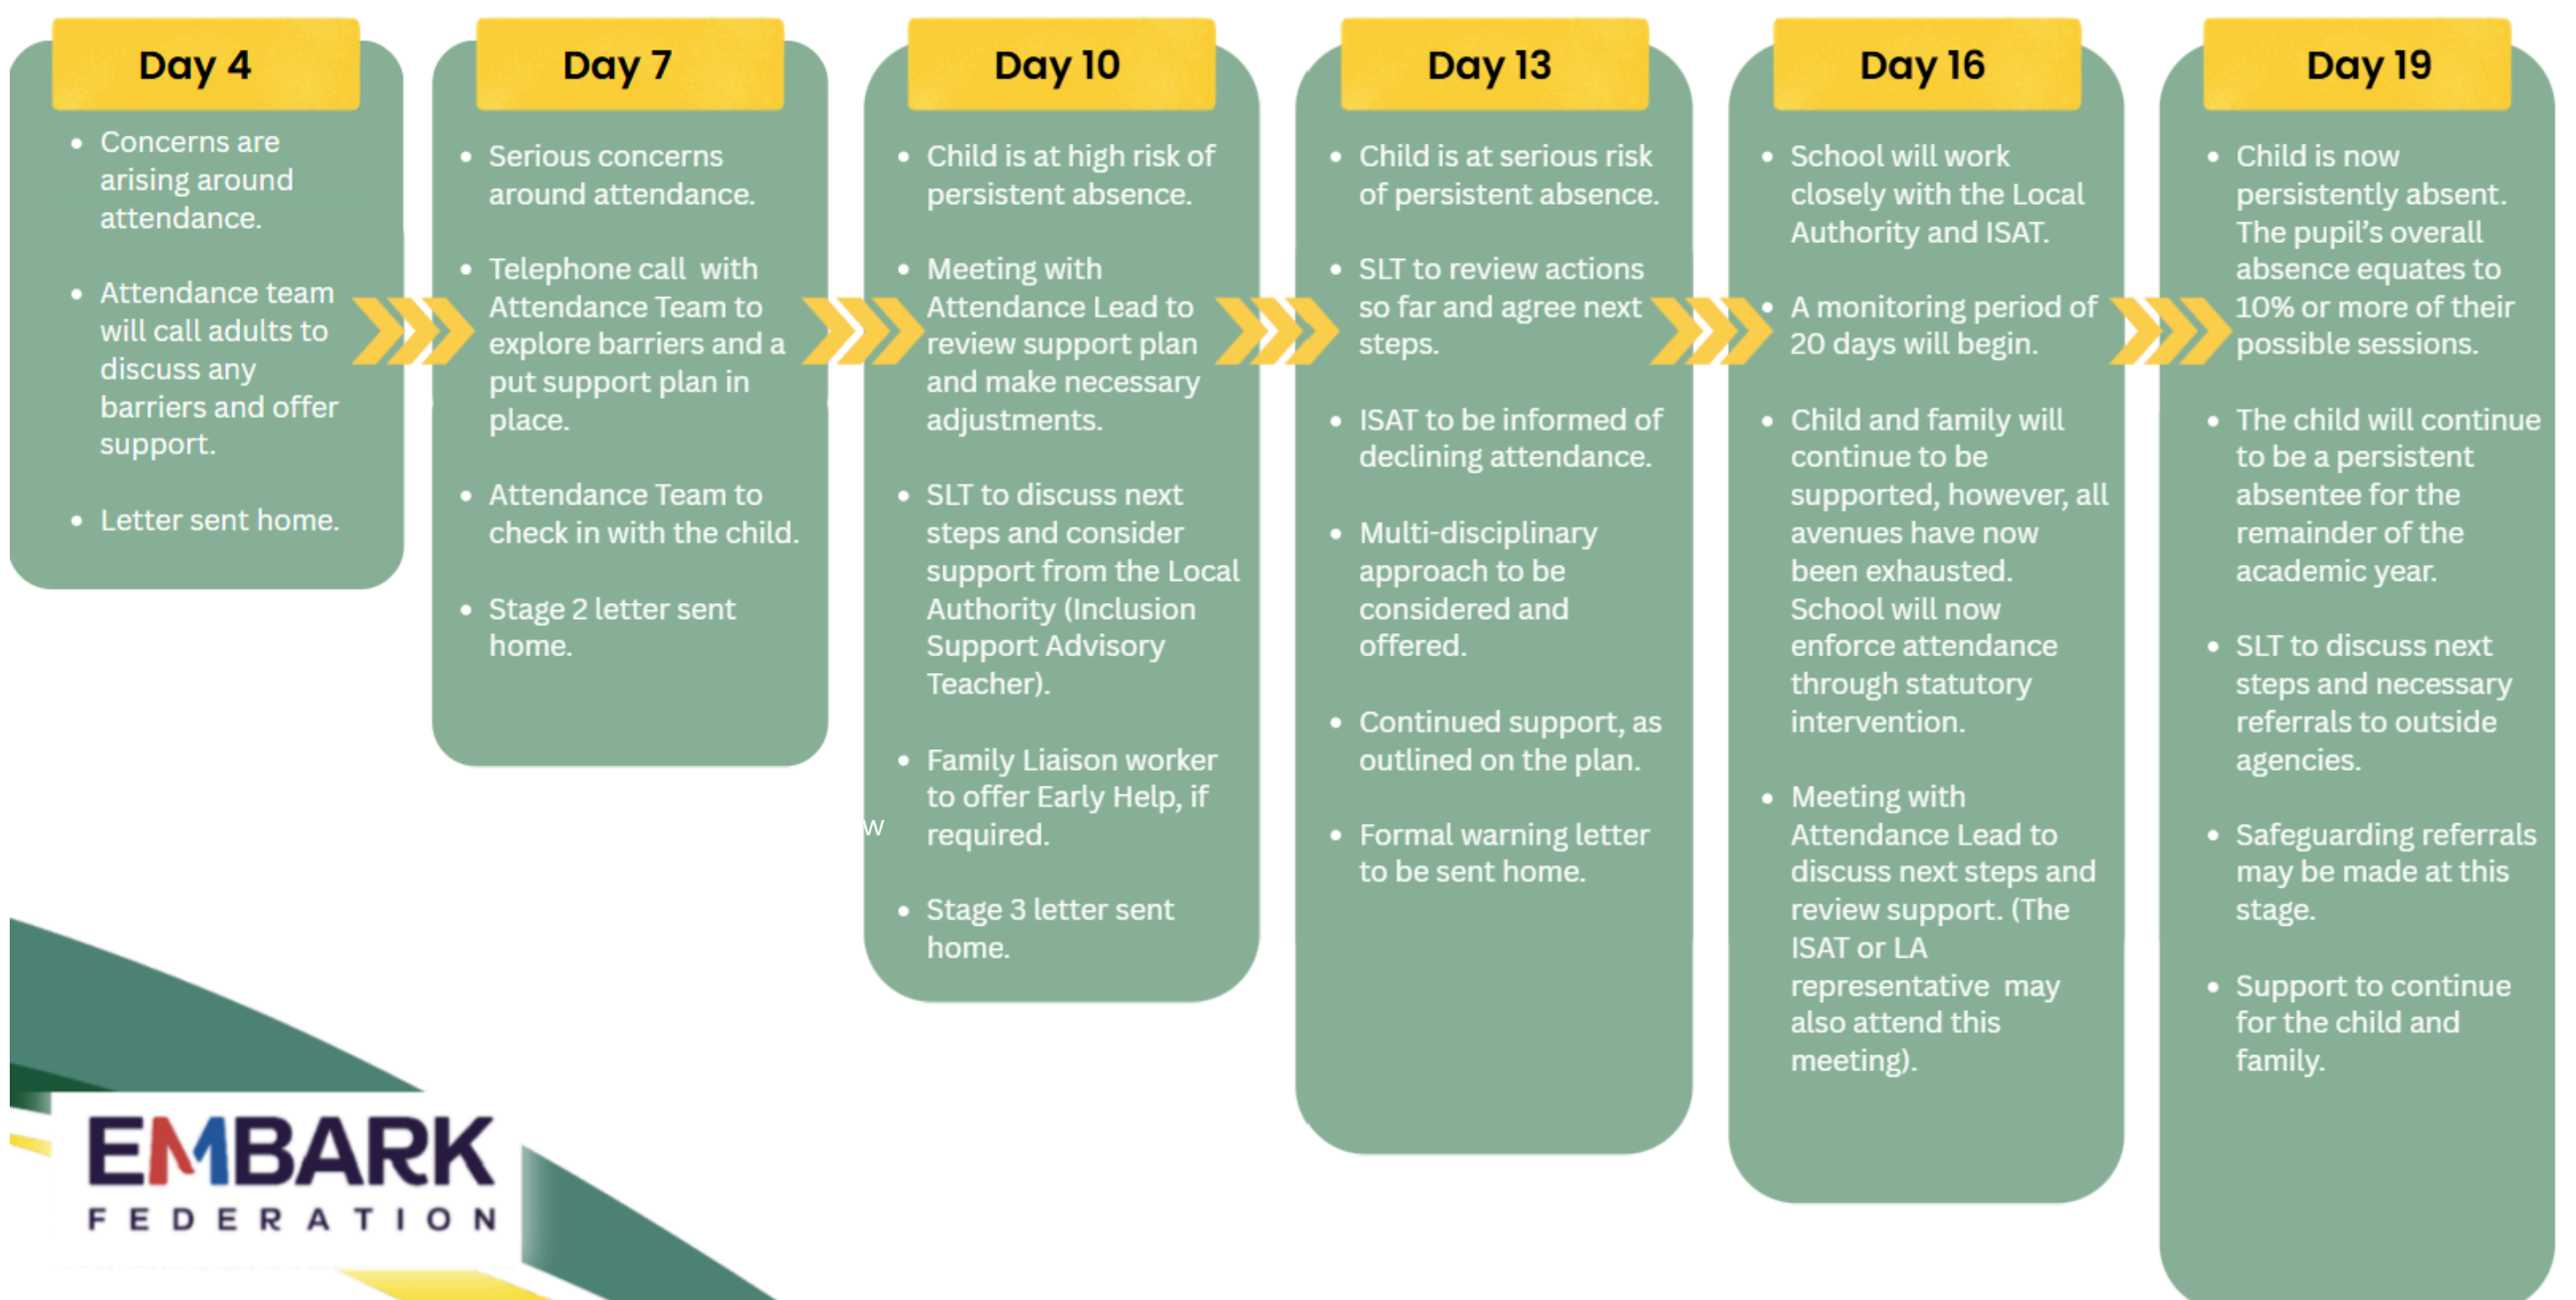 Day 4
• Concerns are
arising around
attendance.
• Attendance team
will call adults to
discuss any
barriers and offer
support.
• Letter sent home.
Day 7
• Serious concerns
around attendance.
• Telephone call  with
Attendance Team to
explore barriers and a
put support plan in
place.
• Attendance Team to
check in with the child.
• Stage 2 letter sent
home.
Day 10
• Child is at high risk of
persistent absence.
• Meeting with
Attendance Lead to
review support plan
and make necessary
adjustments.
• SLT to discuss next
steps and consider
support from the Local
Authority (Inclusion
Support Advisory
Teacher).
• Family Liaison worker
to offer Early Help, if
required.
w
• Stage 3 letter sent
home.
Day 13
• Child is at serious risk
of persistent absence.
• SLT to review actions
so far and agree next
steps.
• ISAT to be informed of
declining attendance.
• Multi-disciplinary
approach to be
considered and
offered.
• Continued support, as
outlined on the plan.
• Formal warning letter
to be sent home.
Day 16
• School will work
closely with the Local
Authority and ISAT.
• A monitoring period of
20 days will begin.
• Child and family will
continue to be
supported, however, all
avenues have now
been exhausted.
School will now
enforce attendance
through statutory
intervention.
• Meeting with
Attendance Lead to
discuss next steps and
review support. (The
ISAT or LA
representative  may
also attend this
meeting).
Day 19
• Child is now
persistently absent.
The pupil’s overall
absence equates to
10% or more of their
possible sessions.
• The child will continue
to be a persistent
absentee for the
remainder of the
academic year.
• SLT to discuss next
steps and necessary
referrals to outside
agencies.
• Safeguarding referrals
may be made at this
stage.
• Support to continue
for the child and
family.
EMBARK
FEDERATION